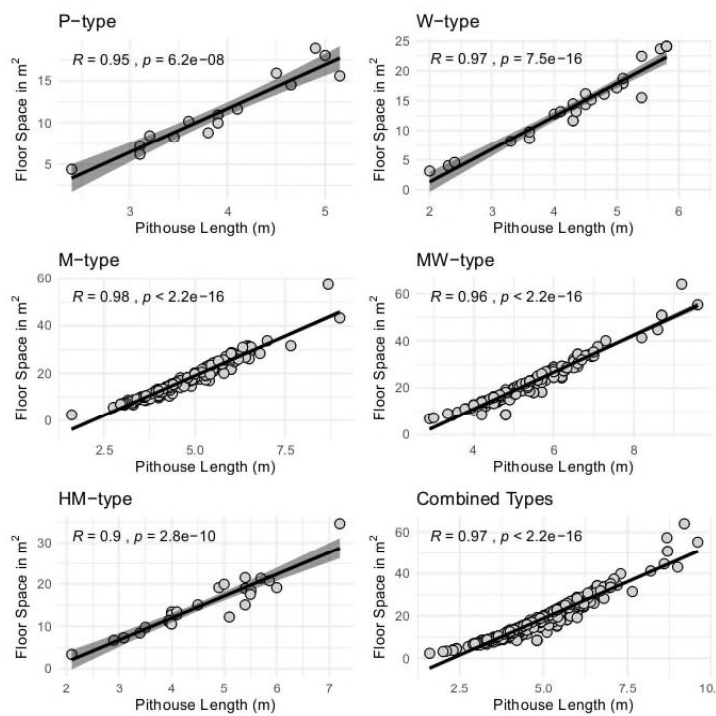 P−type
R = 0.95 , p = 6.2e−08
Floor Space in m²
15
10
5
3
4
5
Pithouse Length (m)
W−type
R = 0.97 , p = 7.5e−16
Floor Space in m²
25
20
15
10
5
0
2
3
4
5
6
Pithouse Length (m)
M−type
R = 0.98 , p < 2.2e−16
Floor Space in m²
60
40
20
0
2.5
5.0
7.5
Pithouse Length (m)
MW−type
R = 0.96 , p < 2.2e−16
Floor Space in m²
60
40
20
0
4
6
8
Pithouse Length (m)
HM−type
R = 0.9 , p = 2.8e−10
Floor Space in m²
30
20
10
0
2
3
4
5
6
7
Pithouse Length (m)
Combined Types
R = 0.97 , p < 2.2e−16
Floor Space in m²
60
40
20
0
2.5
5.0
7.5
10.
Pithouse Length (m)